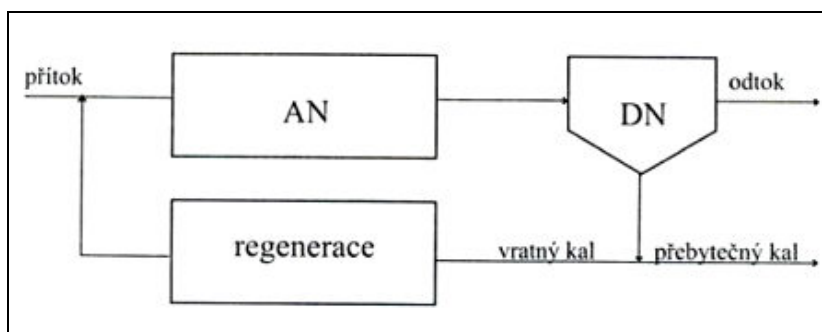 přítok
AN
DN
odtok
regenerace
vratný kal
přebytečný kal